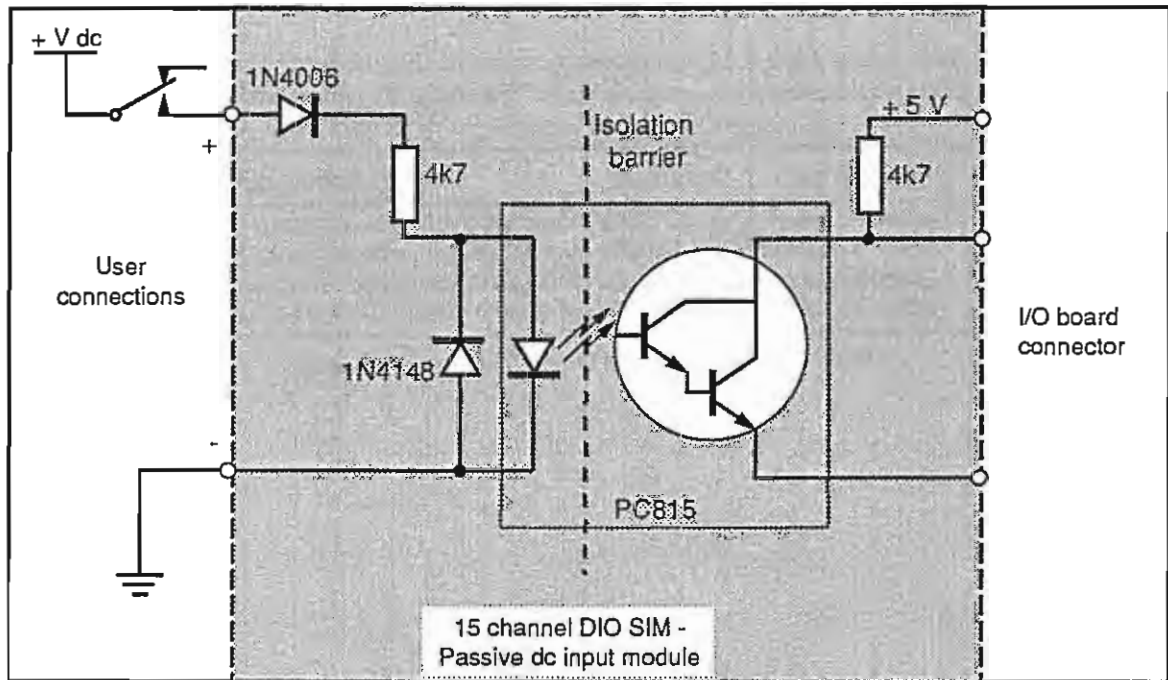 + V dc
1N4006
+ 5 V
Isolation
barrier
+
4k7
4k7
User
connections
I/O board
connector
1N4148
-
PC815
15 channel DIO SIM -
Passive dc input module